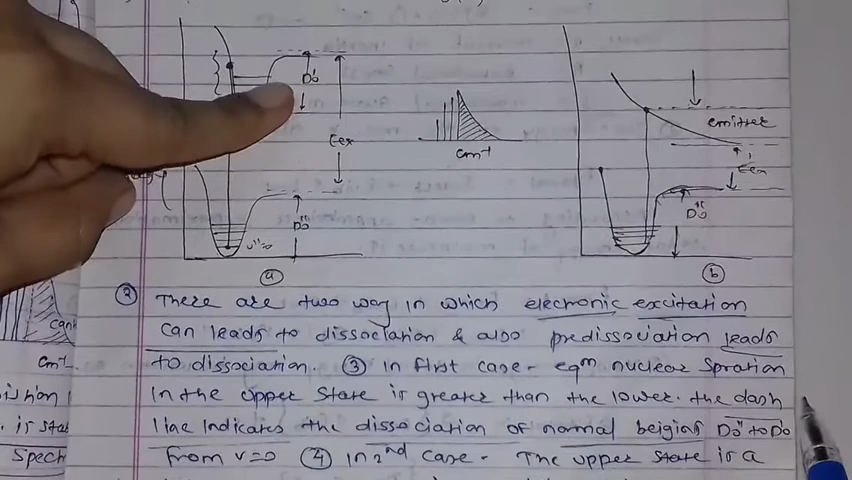 D₀'
Eex
cm⁻¹
emitter
Eex'
D₀"
v"=0
D₀"
ⓐ
ⓑ
② There are two way in which electronic excitation
can leads to dissociation & also predissociation leads
to dissociation. ③ In first case - eqm nuclear spration
in the upper state is greater than the lower. the dash
line indicates the dissociation of normal
D₀" to D₀'
from v=0 ④ In 2nd case - The upper state is a
cm⁻¹